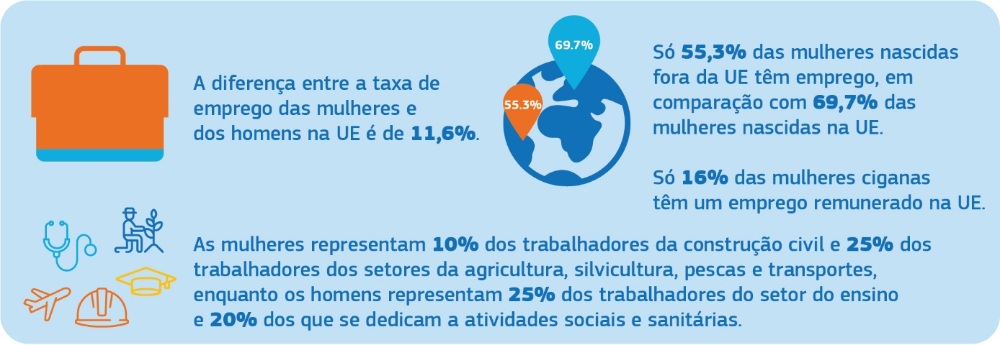 A diferença entre a taxa de
emprego das mulheres e
dos homens na UE é de 11,6%.
69.7%
55.3%
Só 55,3% das mulheres nascidas
fora da UE têm emprego, em
comparação com 69,7% das
mulheres nascidas na UE.
Só 16% das mulheres ciganas
têm um emprego remunerado na UE.
As mulheres representam 10% dos trabalhadores da construção civil e 25% dos
trabalhadores dos setores da agricultura, silvicultura, pescas e transportes,
enquanto os homens representam 25% dos trabalhadores do setor do ensino
e 20% dos que se dedicam a atividades sociais e sanitárias.